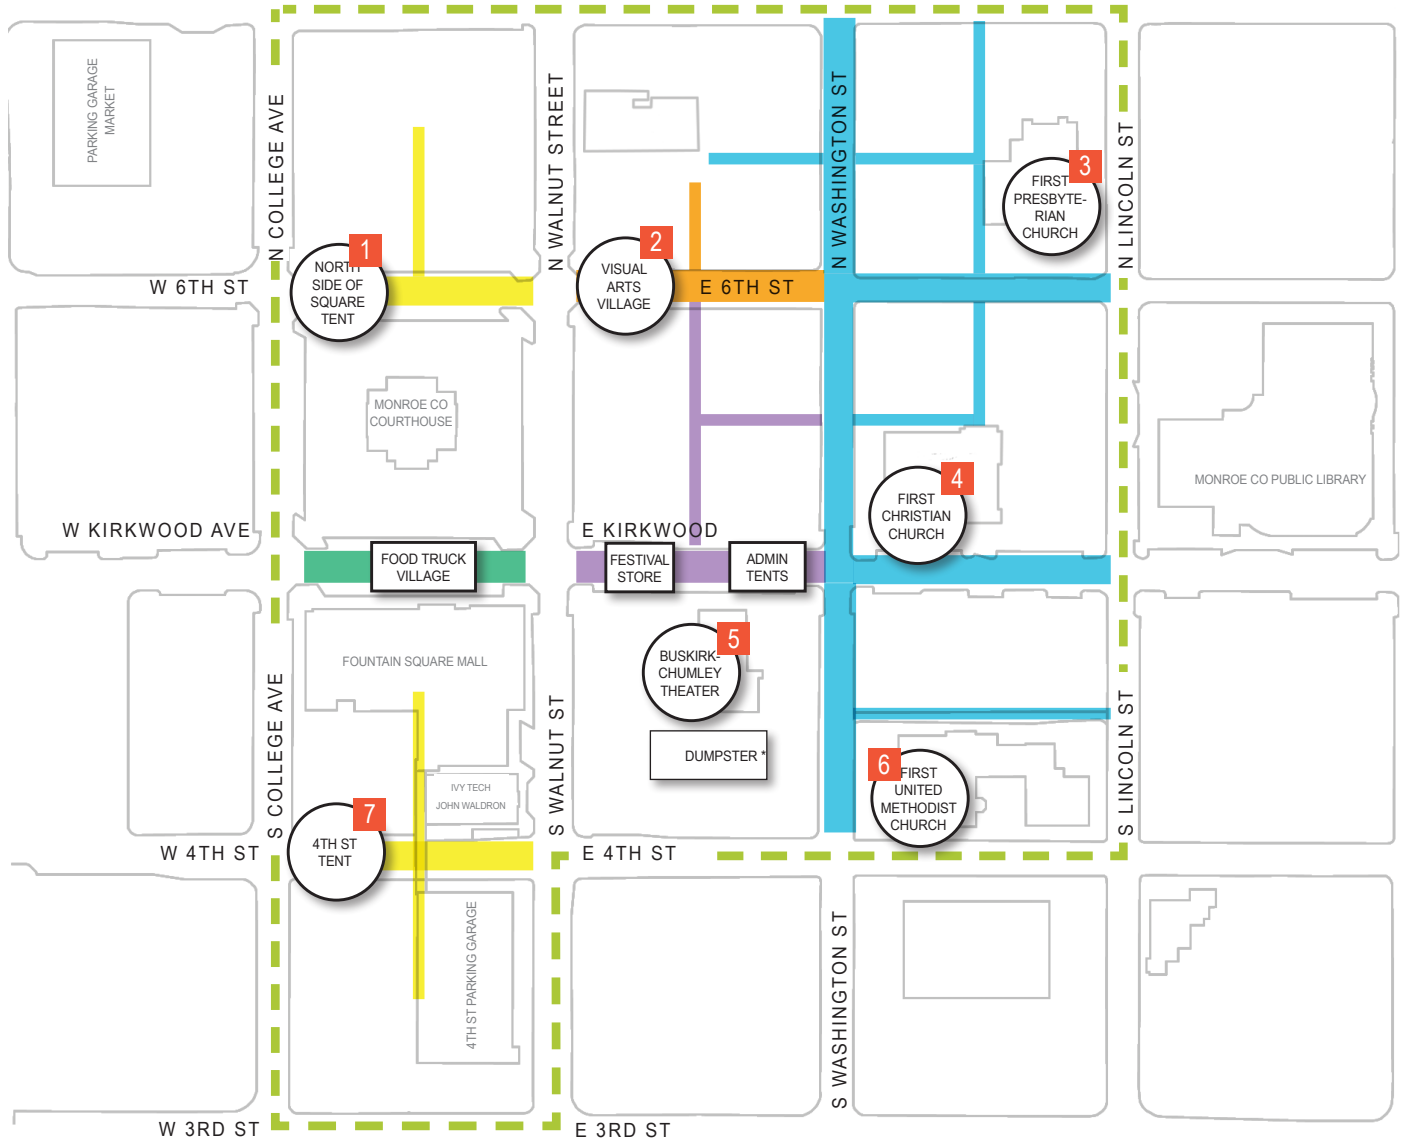 PARKING GARAGE
MARKET
N COLLEGE AVE
N WALNUT STREET
N WASHINGTON ST
N LINCOLN ST
1
NORTH
SIDE OF
SQUARE
TENT
2
VISUAL
ARTS
VILLAGE
3
FIRST
PRESBYTE-
RIAN
CHURCH
W 6TH ST
E 6TH ST
MONROE CO
COURTHOUSE
4
FIRST
CHRISTIAN
CHURCH
MONROE CO PUBLIC LIBRARY
W KIRKWOOD AVE
E KIRKWOOD
FOOD TRUCK
VILLAGE
FESTIVAL
STORE
ADMIN
TENTS
FOUNTAIN SQUARE MALL
5
BUSKIRK-
CHUMLEY
THEATER
DUMPSTER *
S COLLEGE AVE
S WALNUT ST
S LINCOLN ST
IVY TECH
JOHN WALDRON
6
FIRST
UNITED
METHODIST
CHURCH
7
4TH ST
TENT
W 4TH ST
E 4TH ST
4TH ST PARKING GARAGE
S WASHINGTON ST
W 3RD ST
E 3RD ST